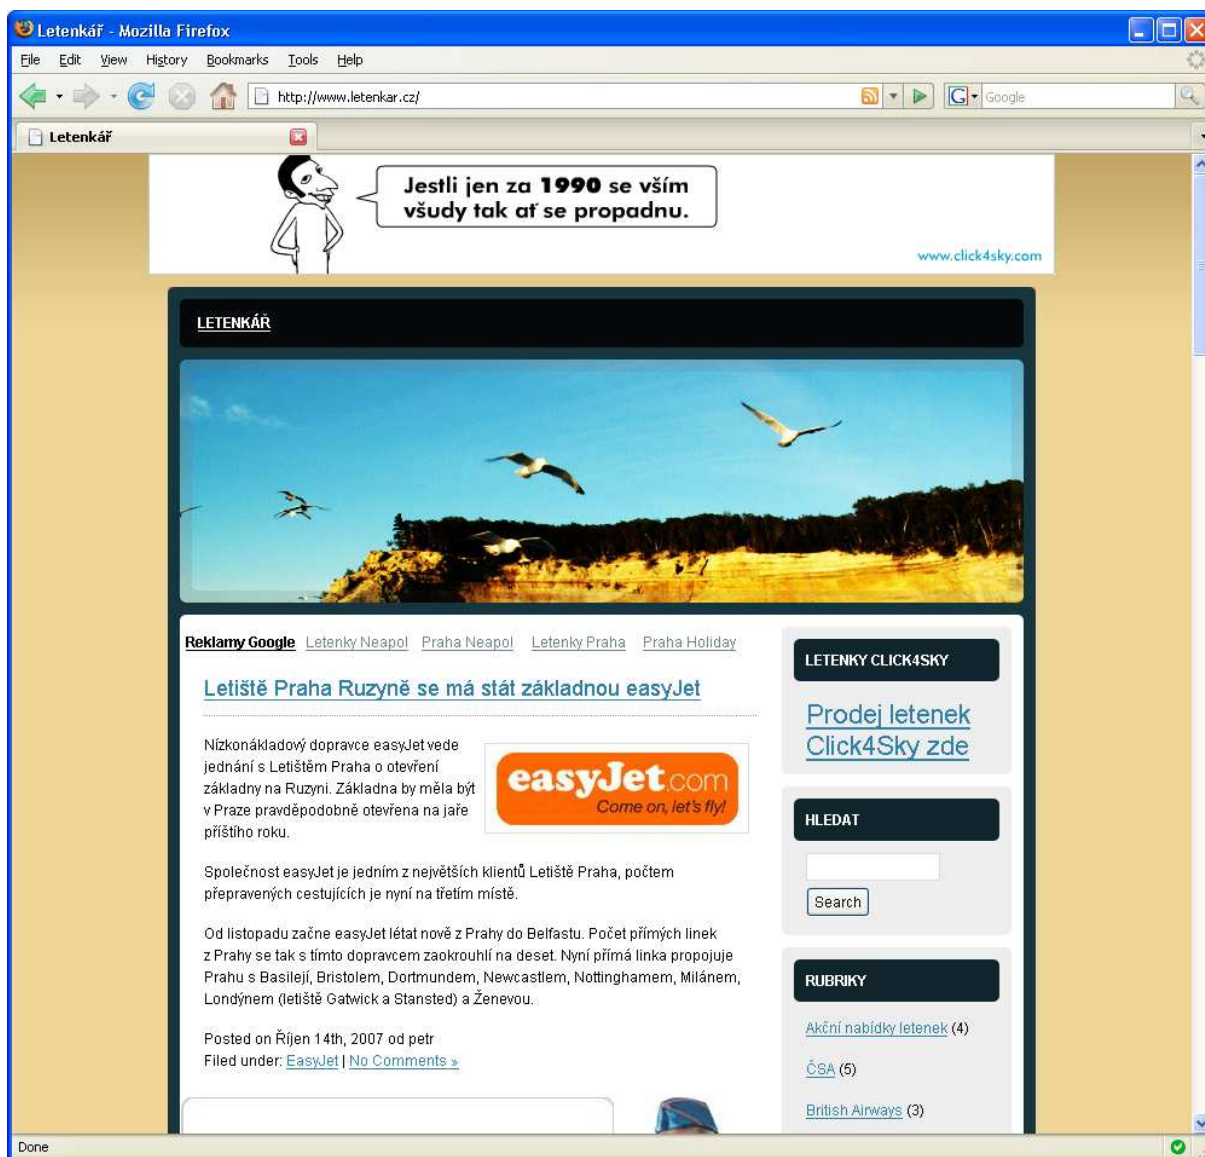 Letenkář - Mozilla Firefox
File Edit View History Bookmarks Tools Help
http://www.letenkar.cz/
G Google
Letenkář
Jestli jen za 1990 se vším
všudy tak ať se propadnu.
www.click4sky.com
LETENKÁŘ
Reklamy Google Letenky Neapol Praha Neapol Letenky Praha Praha Holiday
Letiště Praha Ruzyně se má stát základnou easyJet
Nízkonákladový dopravce easyJet vede
jednání s Letištěm Praha o otevření
základny na Ruzyni. Základna by měla být
v Praze pravděpodobně otevřena na jaře
příštího roku.
easyJet.com
Come on, let's fly!
Společnost easyJet je jedním z největších klientů Letiště Praha, počtem
přepravených cestujících je nyní na třetím místě.
Od listopadu začne easyJet létat nově z Prahy do Belfastu. Počet přímých linek
z Prahy se tak s tímto dopravcem zaokrouhlí na deset. Nyní přímá linka propojuje
Prahu s Basilejí, Bristolem, Dortmundem, Newcastlem, Nottinghamem, Milánem,
Londýnem (letiště Gatwick a Stansted) a Ženevou.
Posted on Říjen 14th, 2007 od petr
Filed under: EasyJet | No Comments »
LETENKY CLICK4SKY
Prodej letenek
Click4Sky zde
HLEDAT
Search
RUBRIKY
Akční nabídky letenek (4)
ČSA (5)
British Airways (3)
Done